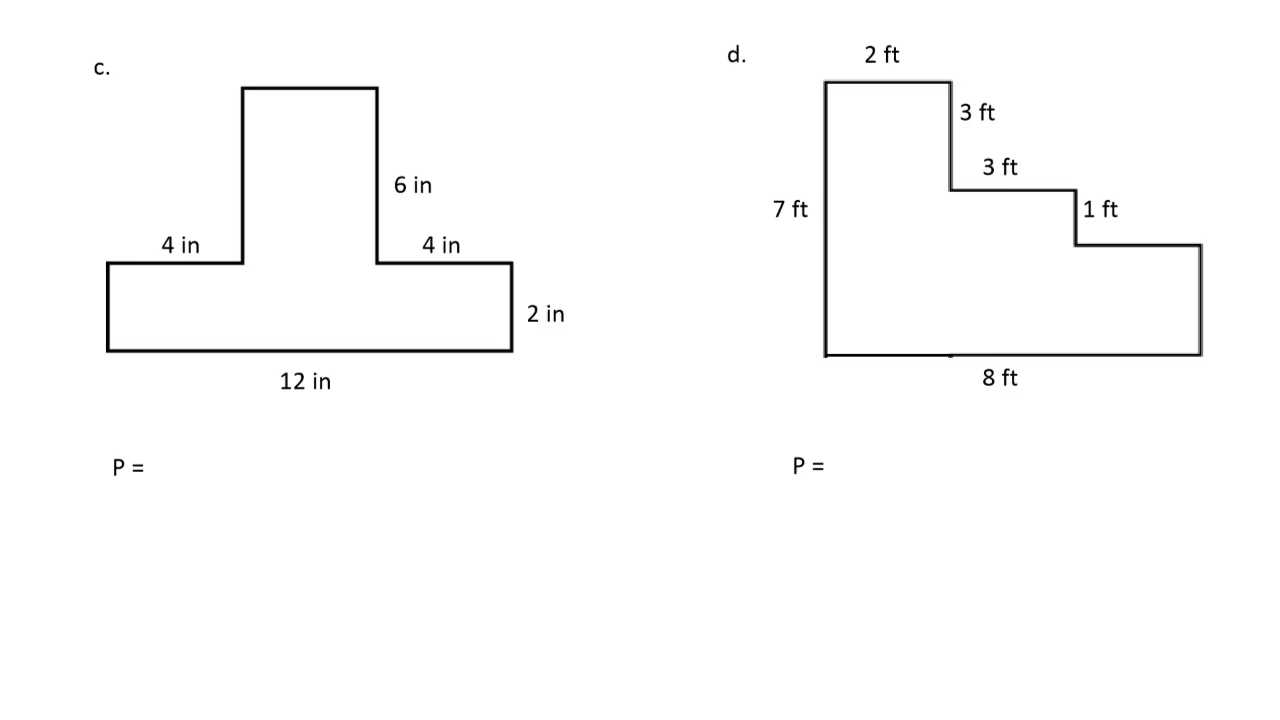 c.
6 in
4 in
4 in
2 in
12 in
P =
d.
2 ft
3 ft
3 ft
7 ft
1 ft
8 ft
P =